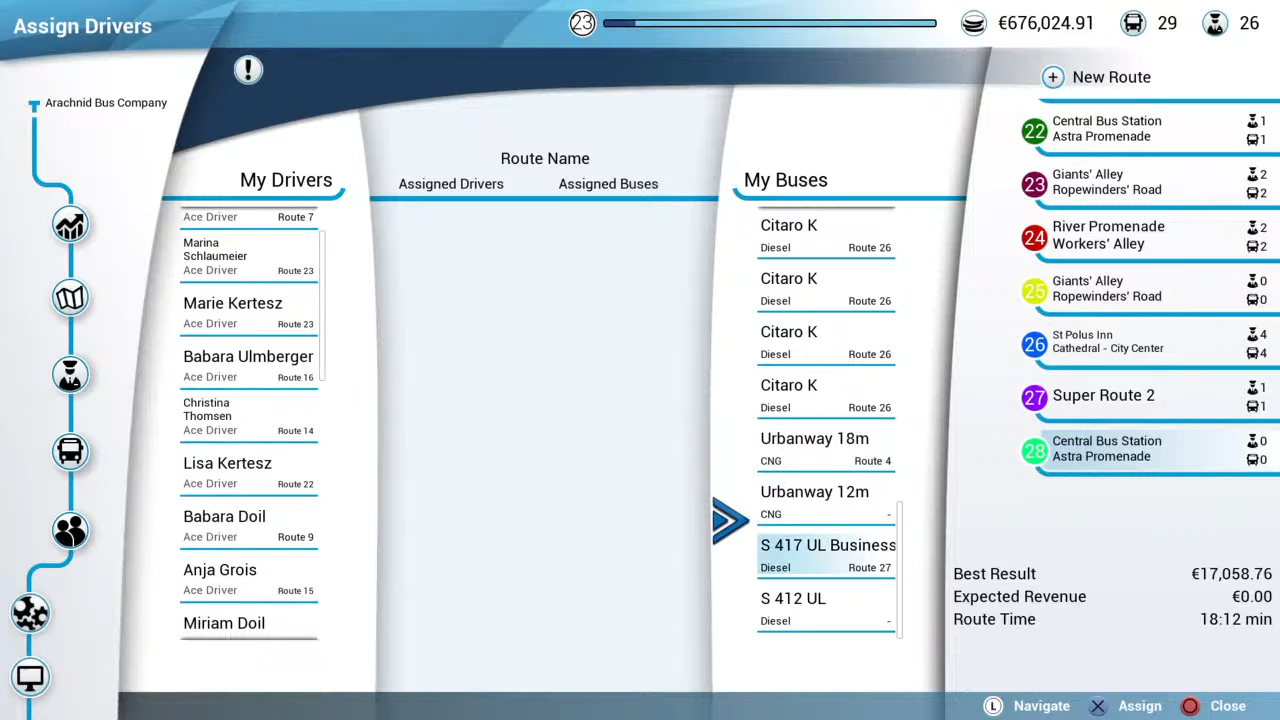 Assign Drivers
23
€676,024.91
29
26
Arachnid Bus Company
!
My Drivers
Ace Driver Route 7
Marina
Schlaumeier
Ace Driver Route 23
Marie Kertesz
Ace Driver Route 23
Babara Ulmberger
Ace Driver Route 16
Christina
Thomsen
Ace Driver Route 14
Lisa Kertesz
Ace Driver Route 22
Babara Doil
Ace Driver Route 9
Anja Grois
Ace Driver Route 15
Miriam Doil
Route Name
Assigned Drivers Assigned Buses
My Buses
Citaro K
Diesel Route 26
Citaro K
Diesel Route 26
Citaro K
Diesel Route 26
Citaro K
Diesel Route 26
Urbanway 18m
CNG Route 4
Urbanway 12m
CNG -
S 417 UL Business
Diesel Route 27
S 412 UL
Diesel -
+ New Route
22 Central Bus Station 1
Astra Promenade 1
23 Giants' Alley 2
Ropewinders' Road 2
24 River Promenade 2
Workers' Alley 2
25 Giants' Alley 0
Ropewinders' Road 0
26 St Polus Inn 4
Cathedral - City Center 4
27 Super Route 2 1
1
28 Central Bus Station 0
Astra Promenade 0
Best Result €17,058.76
Expected Revenue €0.00
Route Time 18:12 min
L Navigate X Assign Close